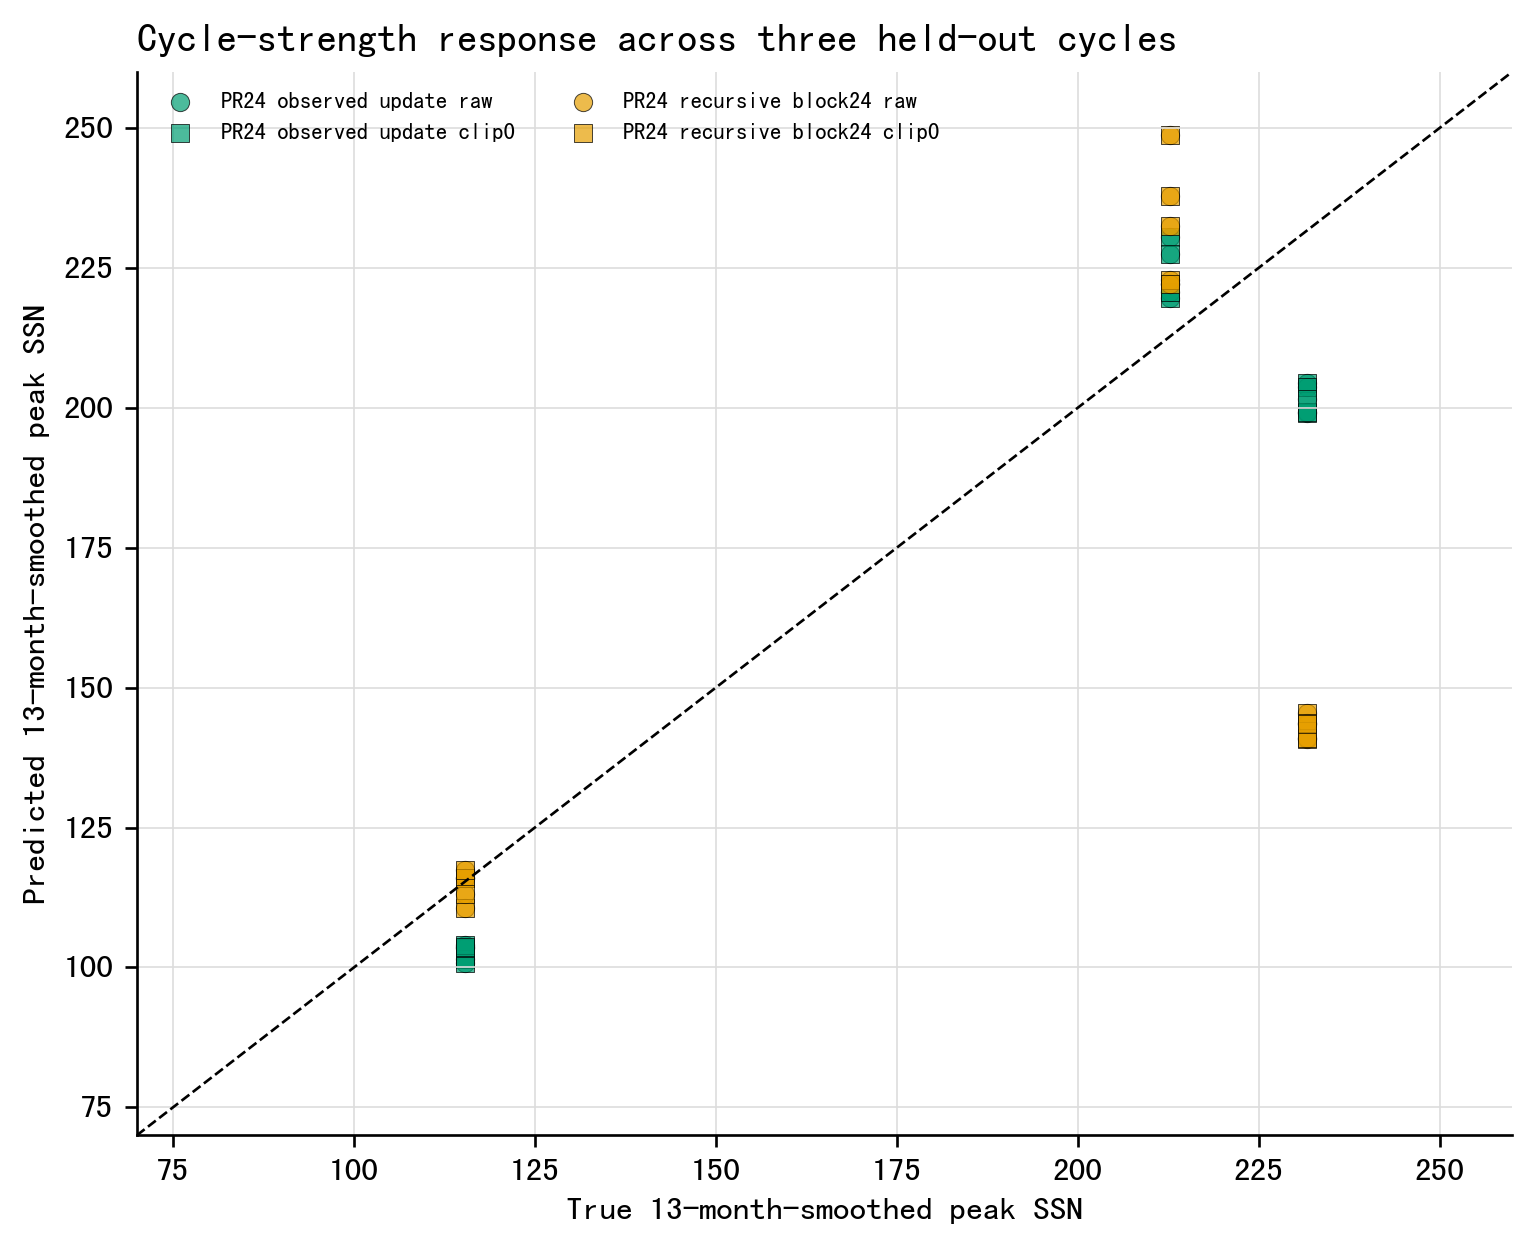 Cycle-strength response across three held-out cycles
PR24 observed update raw
PR24 observed update clip0
PR24 recursive block24 raw
PR24 recursive block24 clip0
Predicted 13-month-smoothed peak SSN
250
225
200
175
150
125
100
75
75 100 125 150 175 200 225 250
True 13-month-smoothed peak SSN